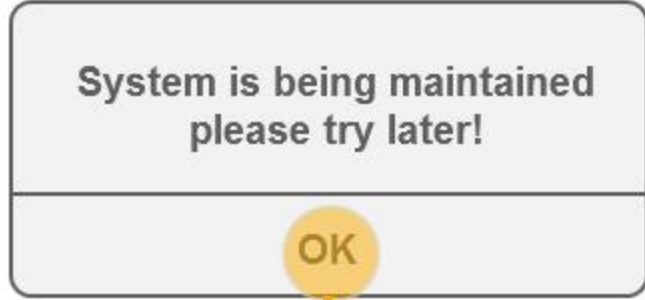 System is being maintained
please try later!
OK